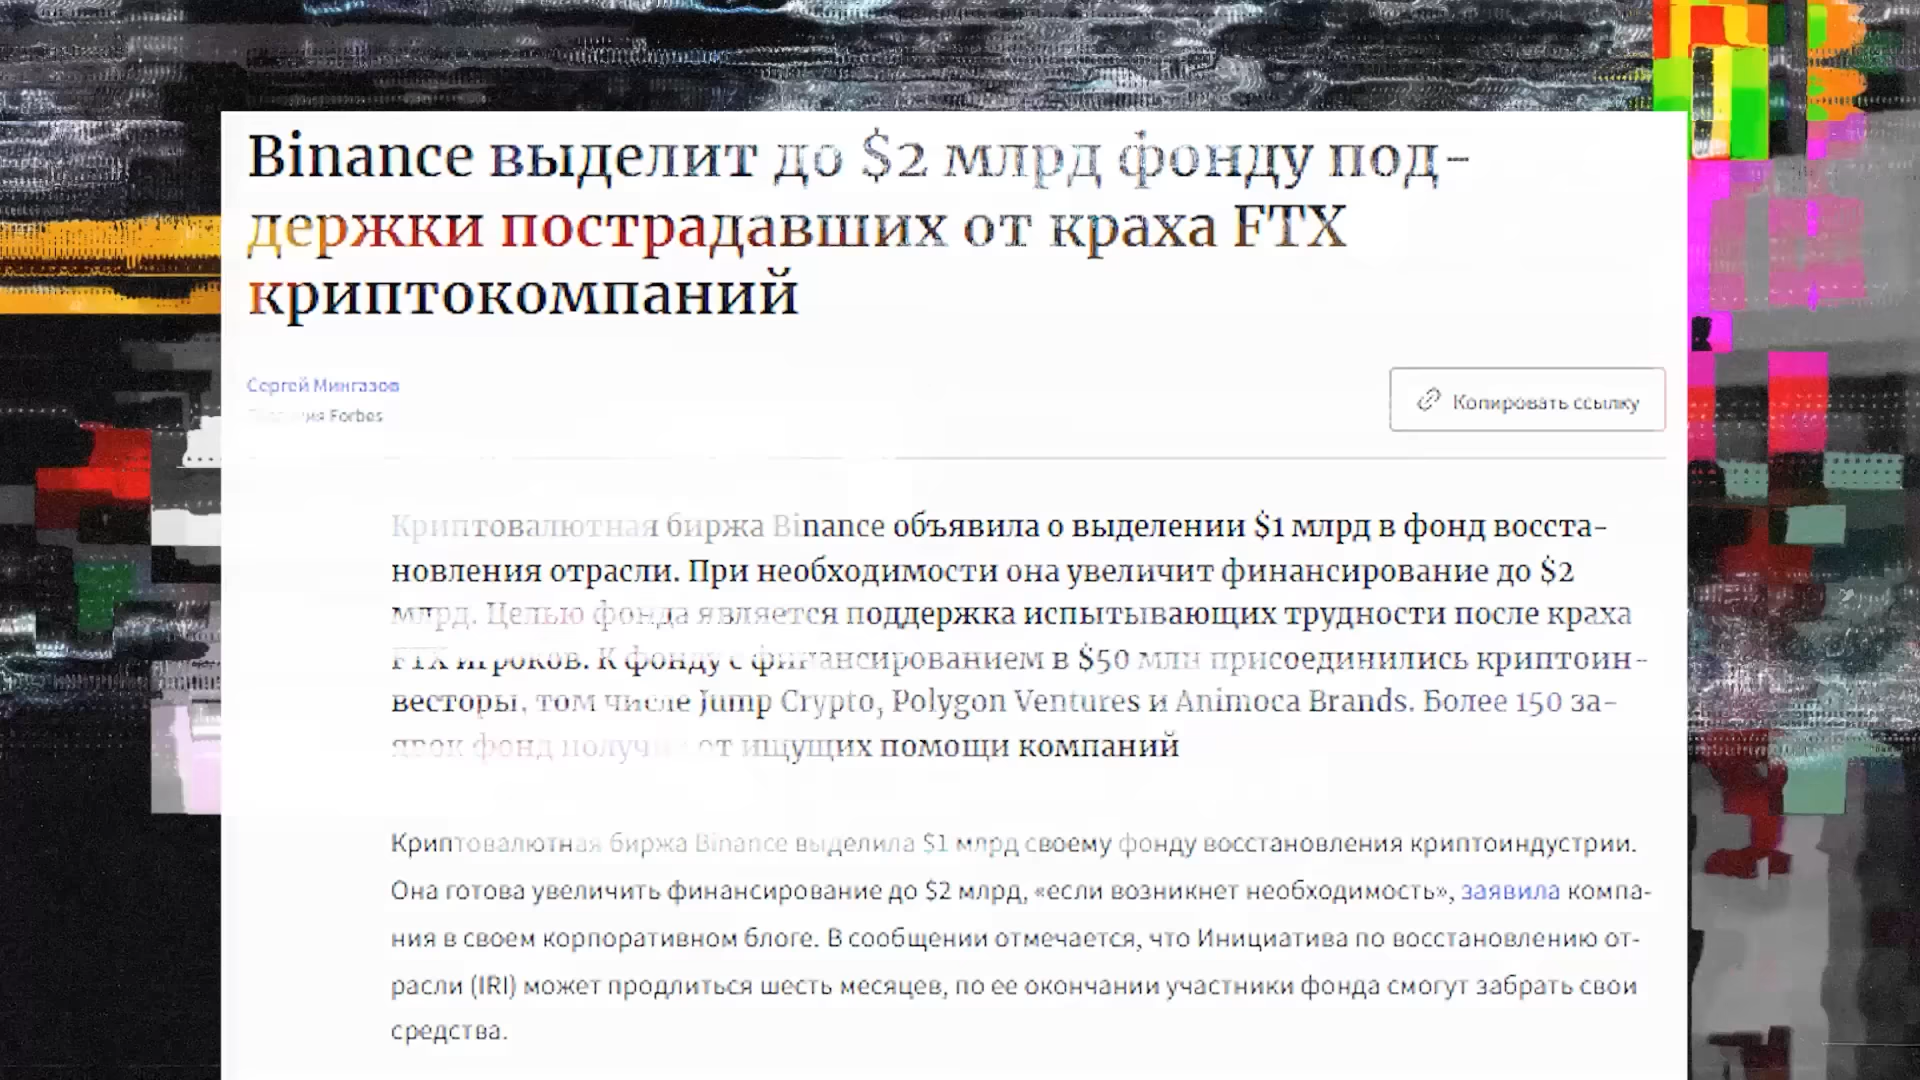 Binance выделит до $2 млрд фонду под-
держки пострадавших от краха FTX
криптокомпаний
Сергей Мингазов
Forbes
Копировать ссылку
Криптовалютная биржа Binance объявила о выделении $1 млрд в фонд восста-
новления отрасли. При необходимости она увеличит финансирование до $2
млрд. Целью фонда является поддержка испытывающих трудности после краха
FTX игроков. К фонду с финансированием в $50 млн присоединились криптоин-
весторы, том числе Jump Crypto, Polygon Ventures и Animoca Brands. Более 150 за-
явок фонд получил от ищущих помощи компаний
Криптовалютная биржа Binance выделила $1 млрд своему фонду восстановления криптоиндустрии.
Она готова увеличить финансирование до $2 млрд, «если возникнет необходимость», заявила компа-
ния в своем корпоративном блоге. В сообщении отмечается, что Инициатива по восстановлению от-
расли (IRI) может продлиться шесть месяцев, по ее окончании участники фонда смогут забрать свои
средства.